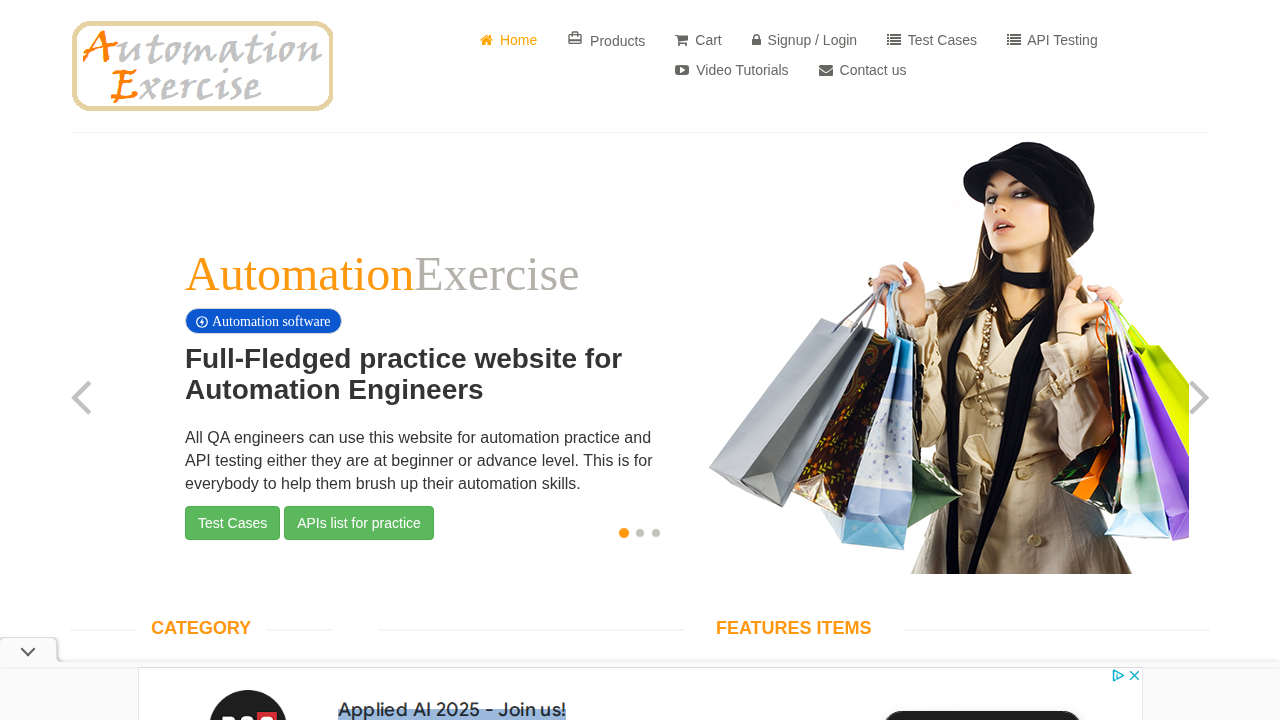 Automation
Exercise
Home
Products
Cart
Signup / Login
Test Cases
API Testing
Video Tutorials
Contact us
AutomationExercise
Automation software
Full-Fledged practice website for
Automation Engineers
All QA engineers can use this website for automation practice and
API testing either they are at beginner or advance level. This is for
everybody to help them brush up their automation skills.
Test Cases
APIs list for practice
CATEGORY
FEATURES ITEMS
Applied AI 2025 - Join us!